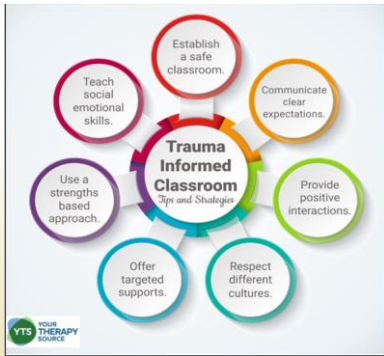 Trauma
Informed
Classroom
Tips and Strategies
Establish
a safe
classroom.
Communicate
clear
expectations.
Provide
positive
interactions.
Respect
different
cultures.
Offer
targeted
supports.
Use a
strengths
based
approach.
Teach
social
emotional
skills.
YTS
YOUR
THERAPY
SOURCE